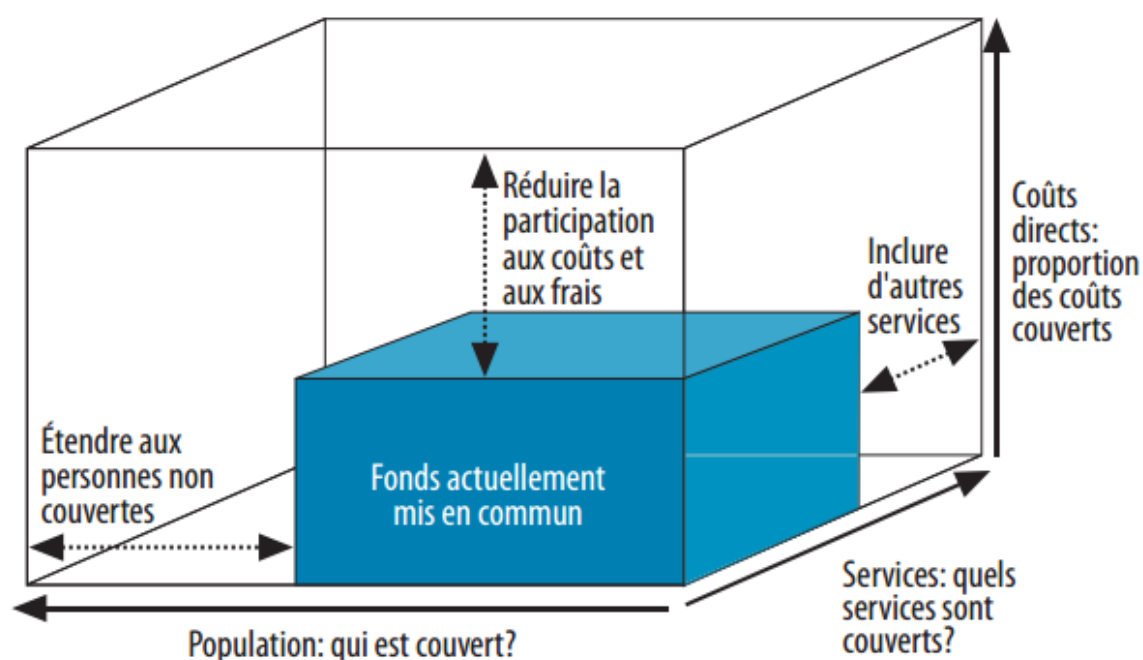 Réduire la
participation
aux coûts et
aux frais
Coûts
directs:
proportion
des coûts
couverts
Inclure
d'autres
services
Étendre aux
personnes non
couvertes
Fonds actuellement
mis en commun
Services: quels
services sont
couverts?
Population: qui est couvert?